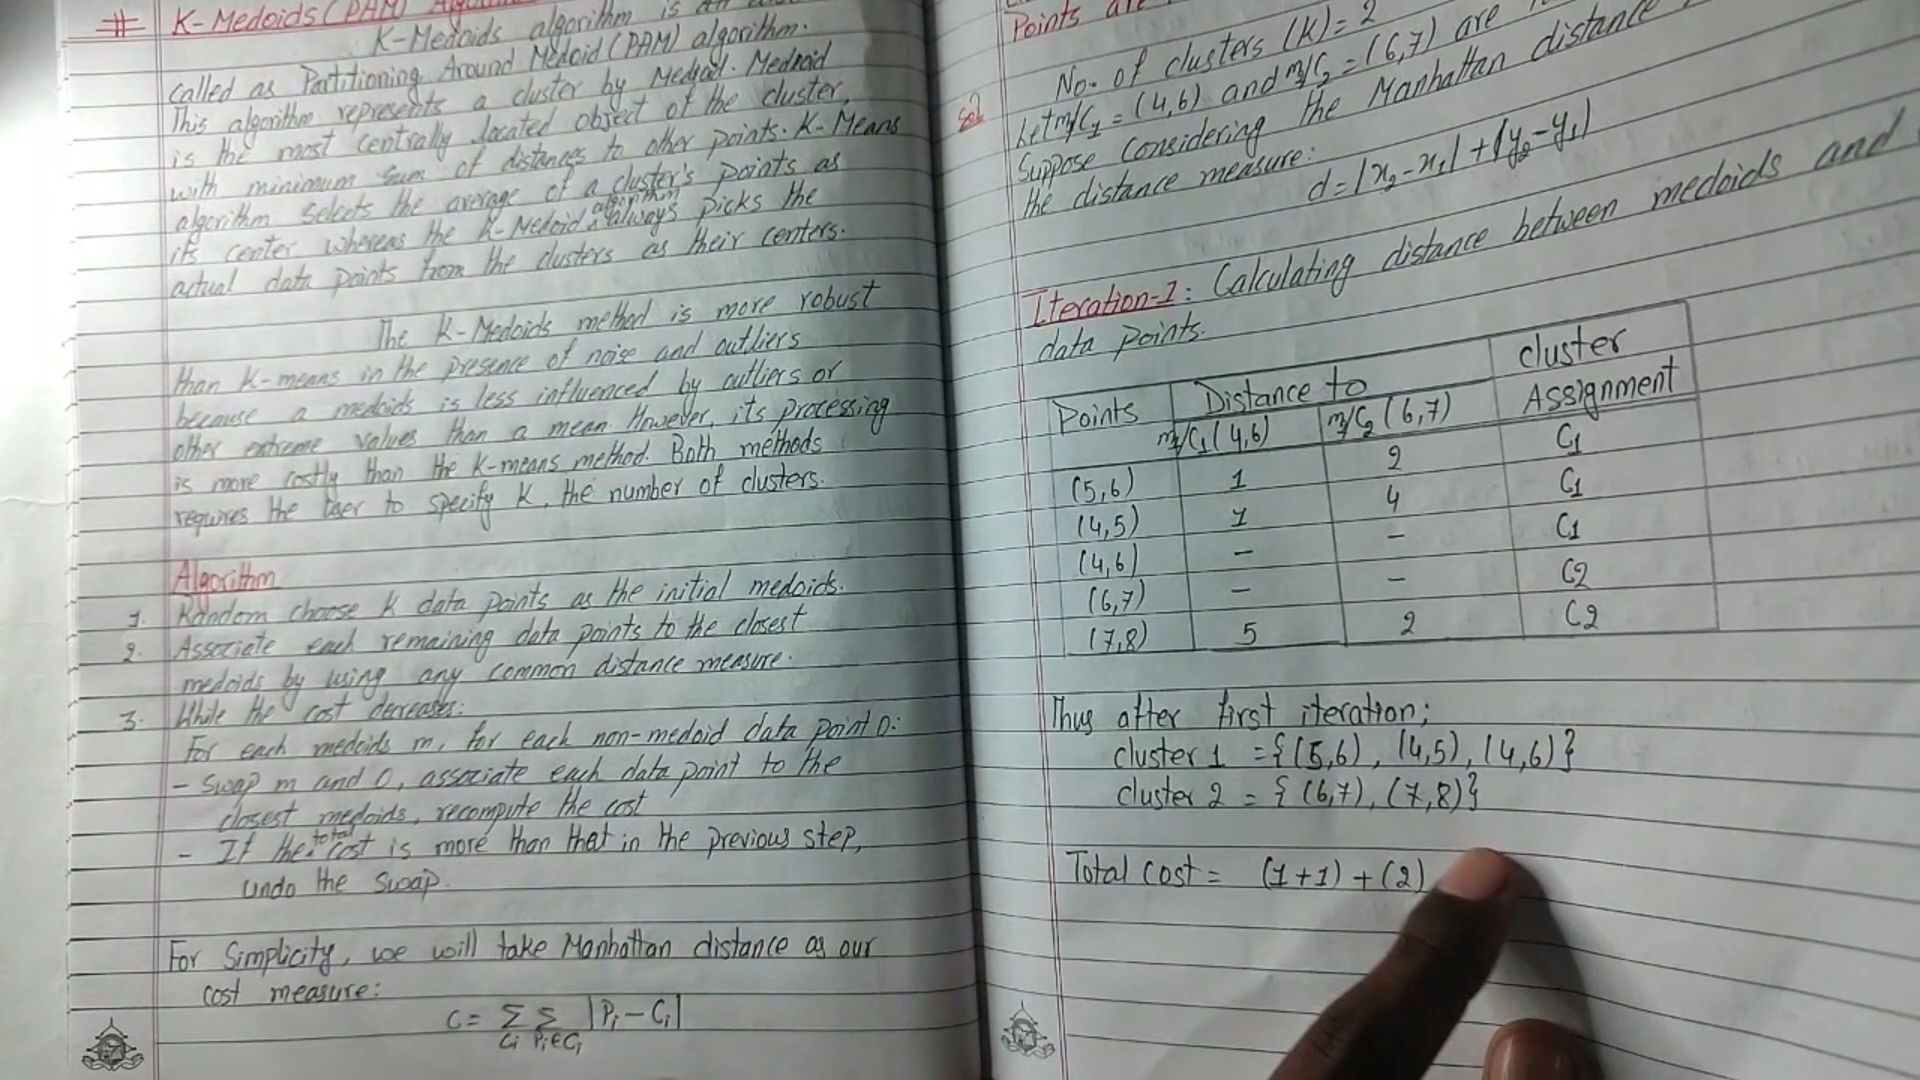 # K-Medoids (PAM)
K-Medoids algorithm is
called as Partitioning Around Medoid (PAM) algorithm.
This algorithm represents a cluster by Medoid. Medoid
is the most centrally located object of the cluster,
with minimum sum of distances to other points. K-Means
algorithm selects the average of a cluster's points as
its center whereas the K-Medoid algorithm always picks the
actual data points from the clusters as their centers.
The K-Medoids method is more robust
than K-means in the presence of noise and outliers
because a medoids is less influenced by outliers or
other extreme values than a mean. However, its processing
is more costly than the K-means method. Both methods
requires the user to specify K, the number of clusters.
Algorithm
1. Random choose K data points as the initial medoids.
2. Associate each remaining data points to the closest
medoids by using any common distance measure.
3. While the cost decreases:
For each medoids m, for each non-medoid data point O:
- Swap m and O, associate each data point to the
closest medoids, recompute the cost
- If the total cost is more than that in the previous step,
undo the swap.
For Simplicity, we will take Manhattan distance as our
cost measure:
C = Σ Σ |Pi - Ci|
Ci Pi∈Ci
Points
No. of clusters (K) = 2
Let m/C1 = (4,6) and m/C2 = (6,7) are
Suppose considering the Manhattan distance
the distance measure:
d = |x2 - x1| + |y2 - y1|
Iteration-1: Calculating distance between medoids and
data points.
Points Distance to cluster Assignment
m/C1 (4,6) m/C2 (6,7)
(5,6) 1 2 C1
(4,5) 1 4 C1
(4,6) - - C1
(6,7) - - C2
(7,8) 5 2 C2
Thus after first iteration;
cluster 1 = {(5,6), (4,5), (4,6)}
cluster 2 = {(6,7), (7,8)}
Total cost = (1+1) + (2)